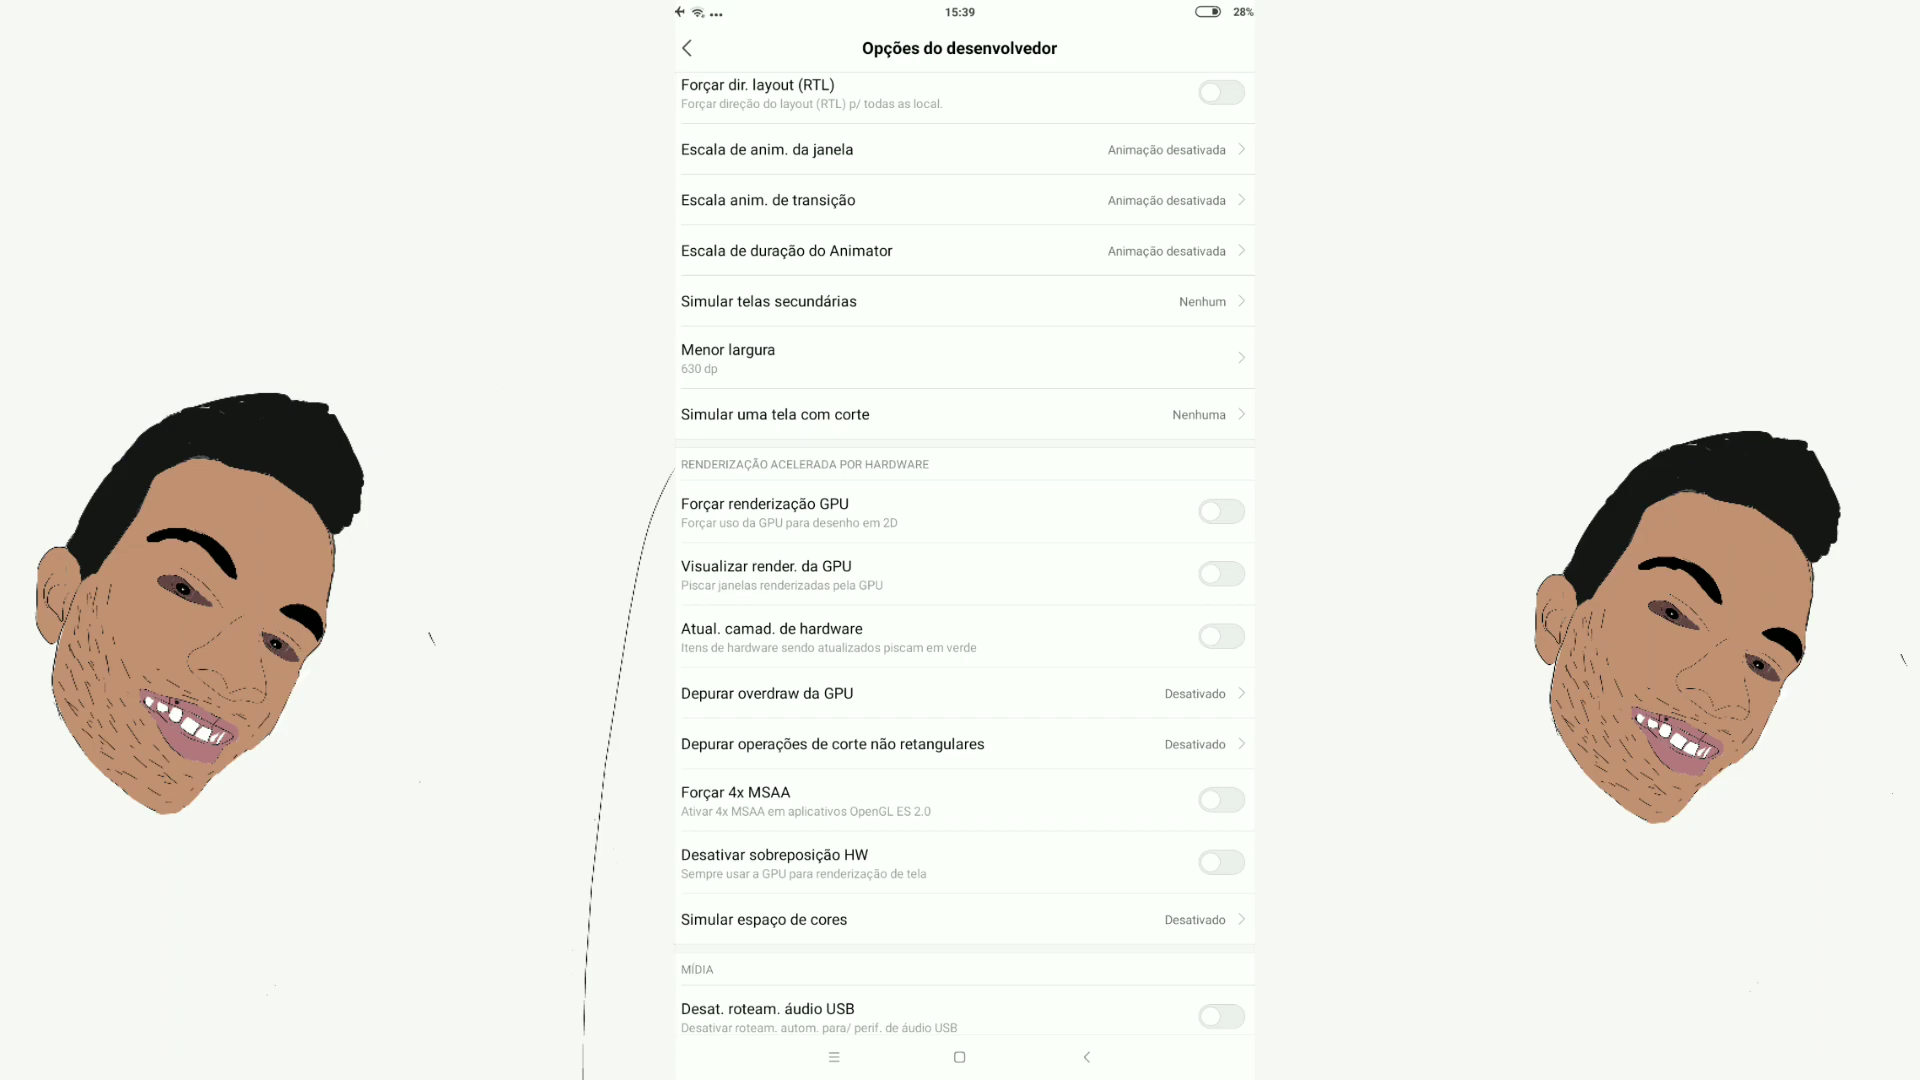 15:39
28%
Opções do desenvolvedor
Forçar dir. layout (RTL)
Forçar direção do layout (RTL) p/ todas as local.
Escala de anim. da janela
Animação desativada
Escala anim. de transição
Animação desativada
Escala de duração do Animator
Animação desativada
Simular telas secundárias
Nenhum
Menor largura
630 dp
Simular uma tela com corte
Nenhuma
RENDERIZAÇÃO ACELERADA POR HARDWARE
Forçar renderização GPU
Forçar uso da GPU para desenho em 2D
Visualizar render. da GPU
Piscar janelas renderizadas pela GPU
Atual. camad. de hardware
Itens de hardware sendo atualizados piscam em verde
Depurar overdraw da GPU
Desativado
Depurar operações de corte não retangulares
Desativado
Forçar 4x MSAA
Ativar 4x MSAA em aplicativos OpenGL ES 2.0
Desativar sobreposição HW
Sempre usar a GPU para renderização de tela
Simular espaço de cores
Desativado
MÍDIA
Desat. roteam. áudio USB
Desativar roteam. autom. para/ perif. de áudio USB